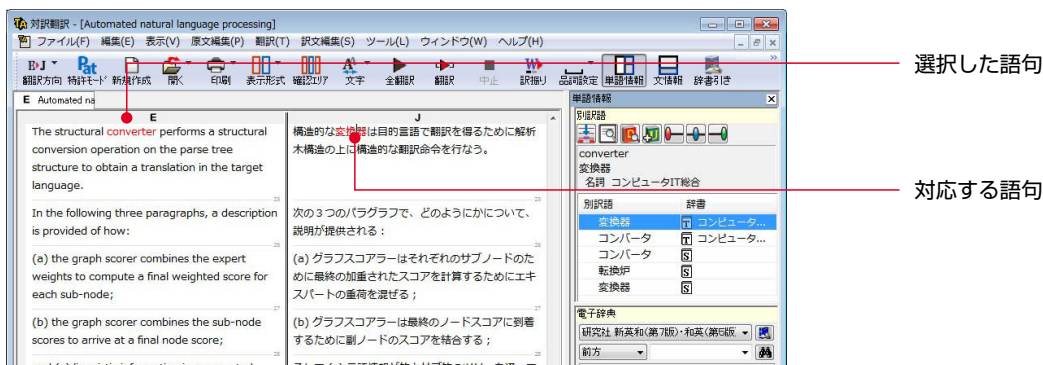 対訳翻訳 - [Automated natural language processing]
ファイル(F) 編集(E) 表示(V) 原文編集(P) 翻訳(T) 訳文編集(S) ツール(L) ウィンドウ(W) ヘルプ(H)
翻訳方向 特許モード 新規作成 開く 印刷 表示形式 確認エリア 文字 全翻訳 翻訳 中止 訳振り 品詞設定 単語情報 文情報 辞書引き
E Automated na
E
The structural converter performs a structural
conversion operation on the parse tree
structure to obtain a translation in the target
language.
In the following three paragraphs, a description
is provided of how:
(a) the graph scorer combines the expert
weights to compute a final weighted score for
each sub-node;
(b) the graph scorer combines the sub-node
scores to arrive at a final node score;
J
構造的な変換器は目的言語で翻訳を得るために解析
木構造の上に構造的な翻訳命令を行なう。
次の3つのパラグラフで、どのようにかについて、
説明が提供される:
(a) グラフスコアラーはそれぞれのサブノードのた
めに最終の加重されたスコアを計算するためにエキ
スパートの重荷を混ぜる;
(b) グラフスコアラーは最終のノードスコアに到着
するために副ノードのスコアを結合する;
単語情報
別訳語
converter
変換器
名詞 コンピュータIT総合
別訳語 辞書
変換器 コンピュータ...
コンバータ コンピュータ...
コンバータ S
転換炉 S
変換器 S
電子辞典
研究社 新英和(第7版)・和英(第5版
前方
選択した語句
対応する語句